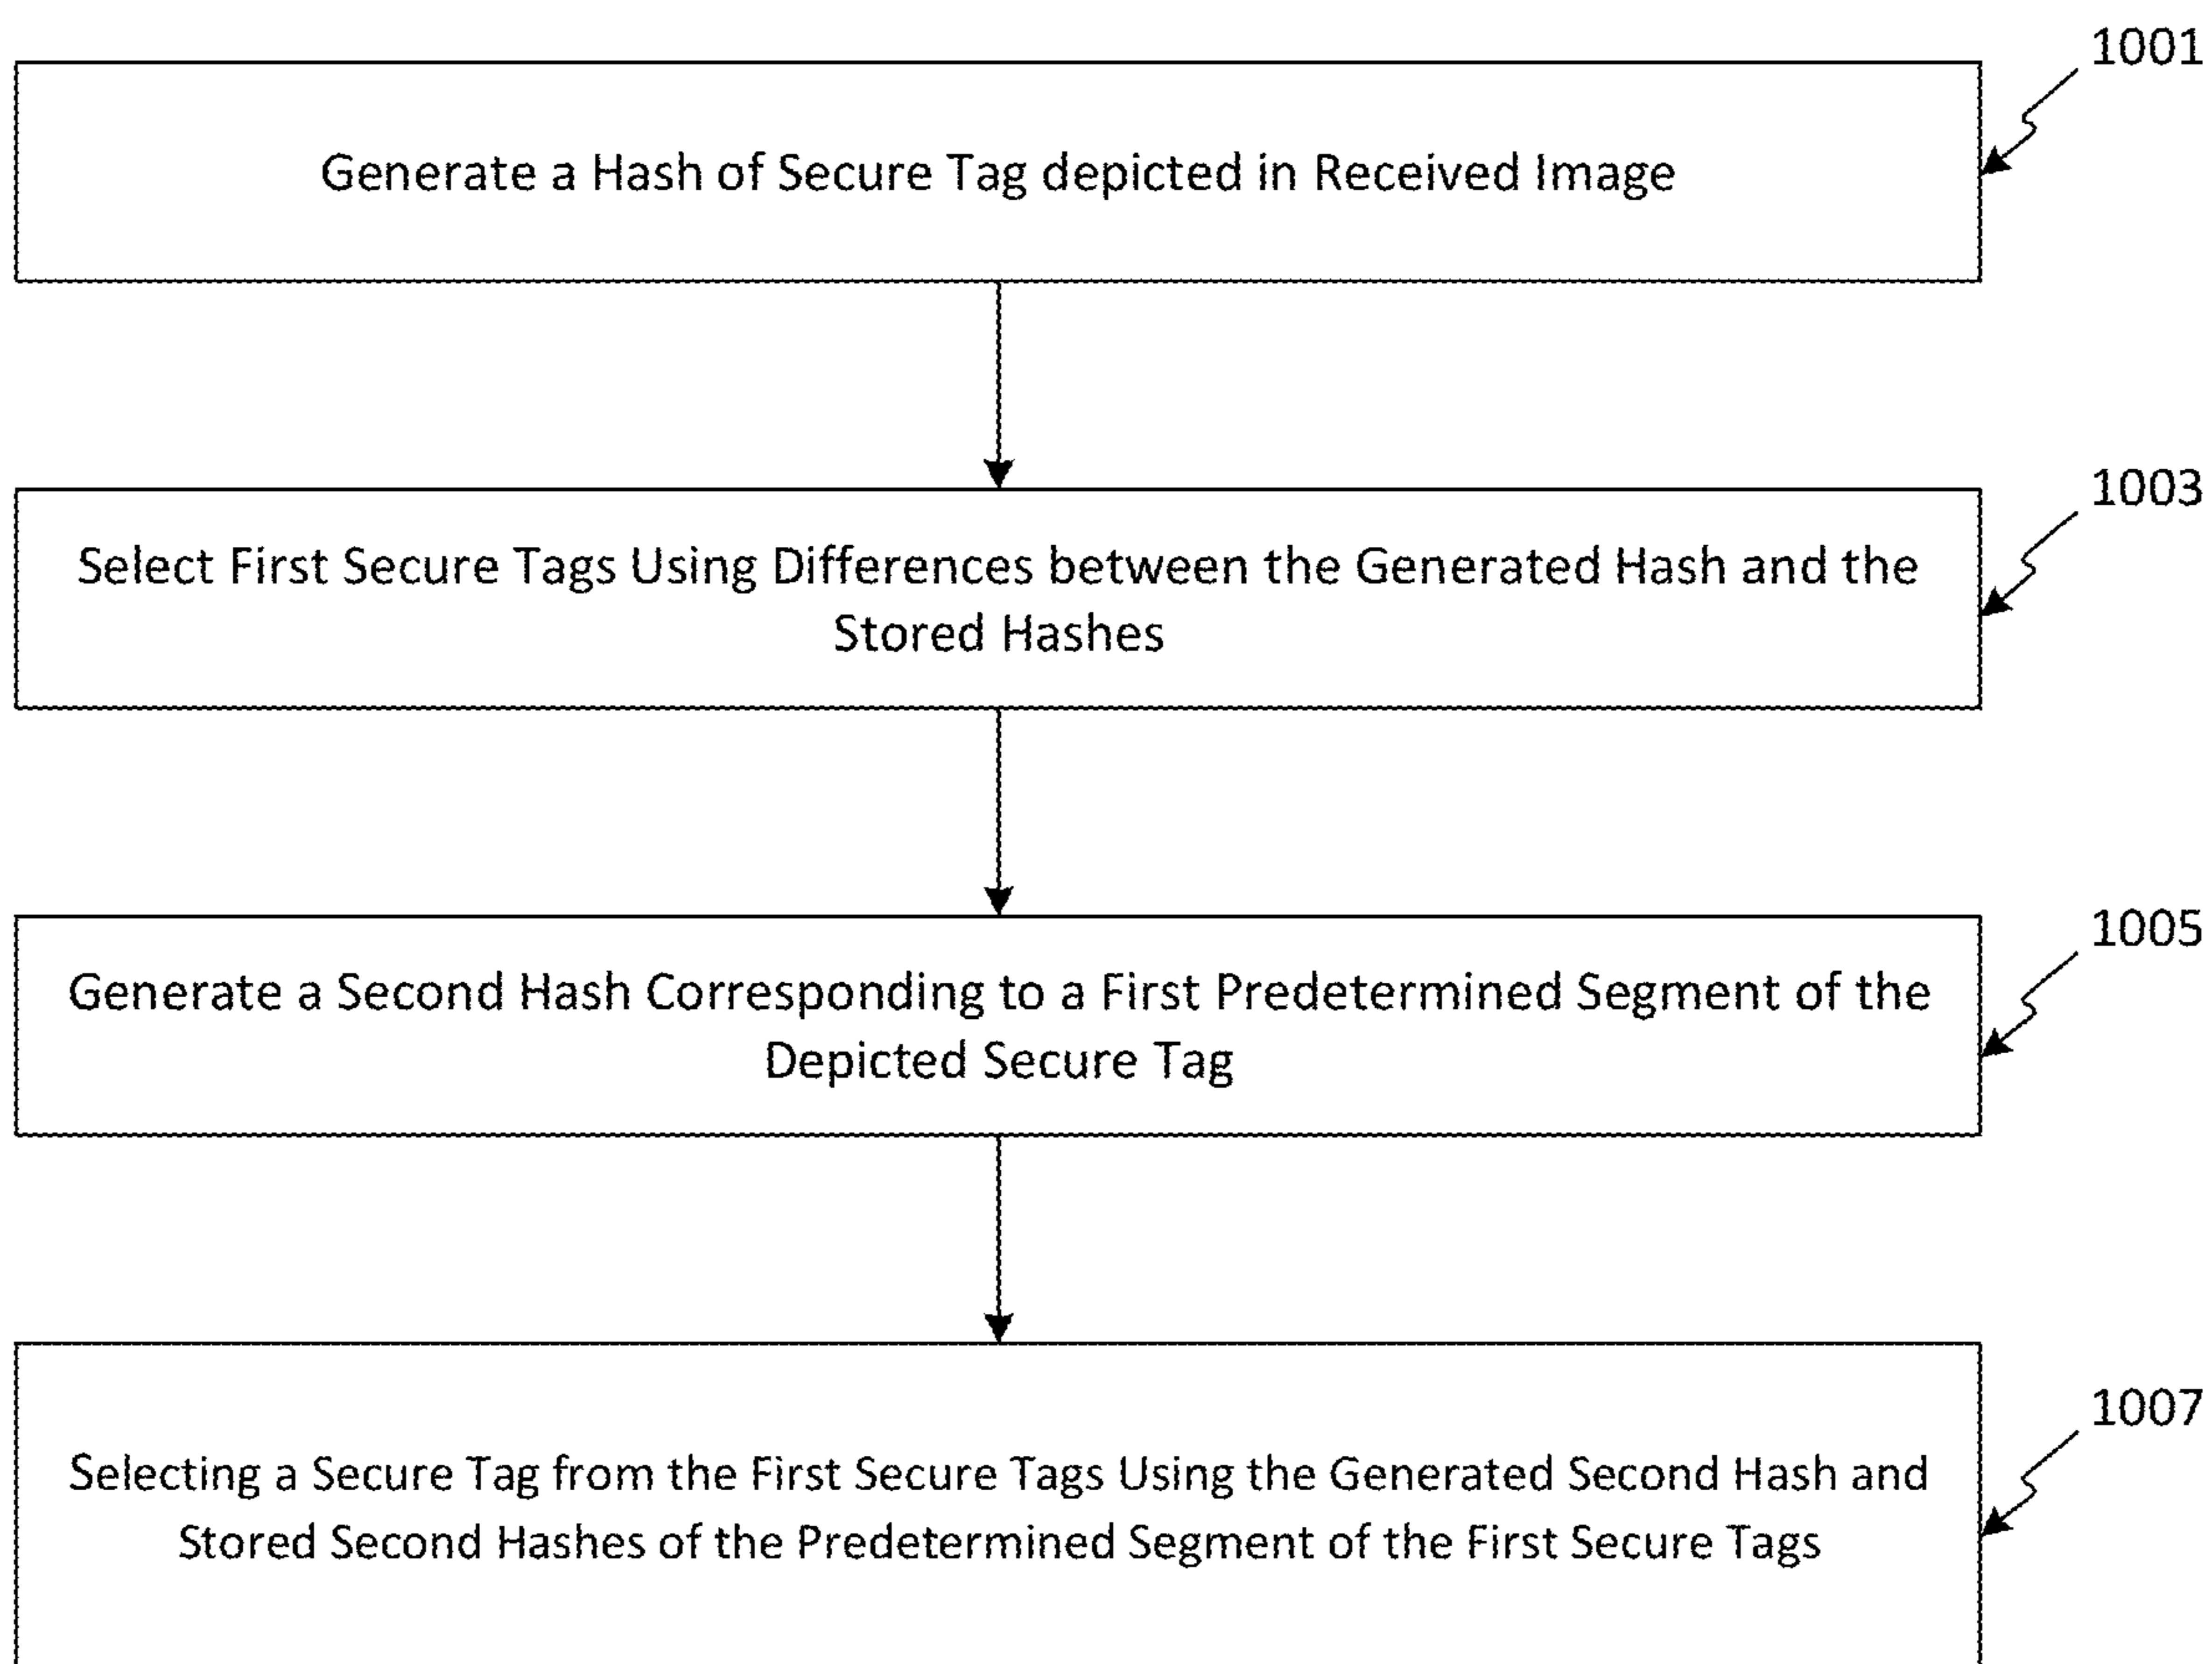 1001
Generate a Hash of Secure Tag depicted in Received Image
1003
Select First Secure Tags Using Differences between the Generated Hash and the
Stored Hashes
1005
Generate a Second Hash Corresponding to a First Predetermined Segment of the
Depicted Secure Tag
1007
Selecting a Secure Tag from the First Secure Tags Using the Generated Second Hash and
Stored Second Hashes of the Predetermined Segment of the First Secure Tags